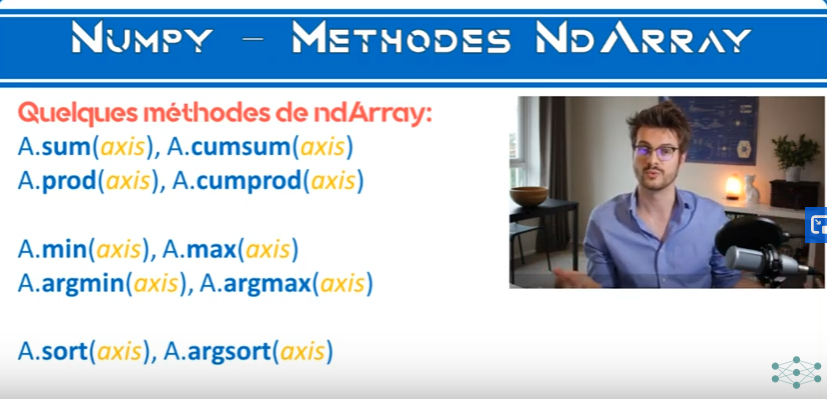 NUMPY – METHODES NDARRAY
Quelques méthodes de ndArray:
A.sum(axis), A.cumsum(axis)
A.prod(axis), A.cumprod(axis)
A.min(axis), A.max(axis)
A.argmin(axis), A.argmax(axis)
A.sort(axis), A.argsort(axis)